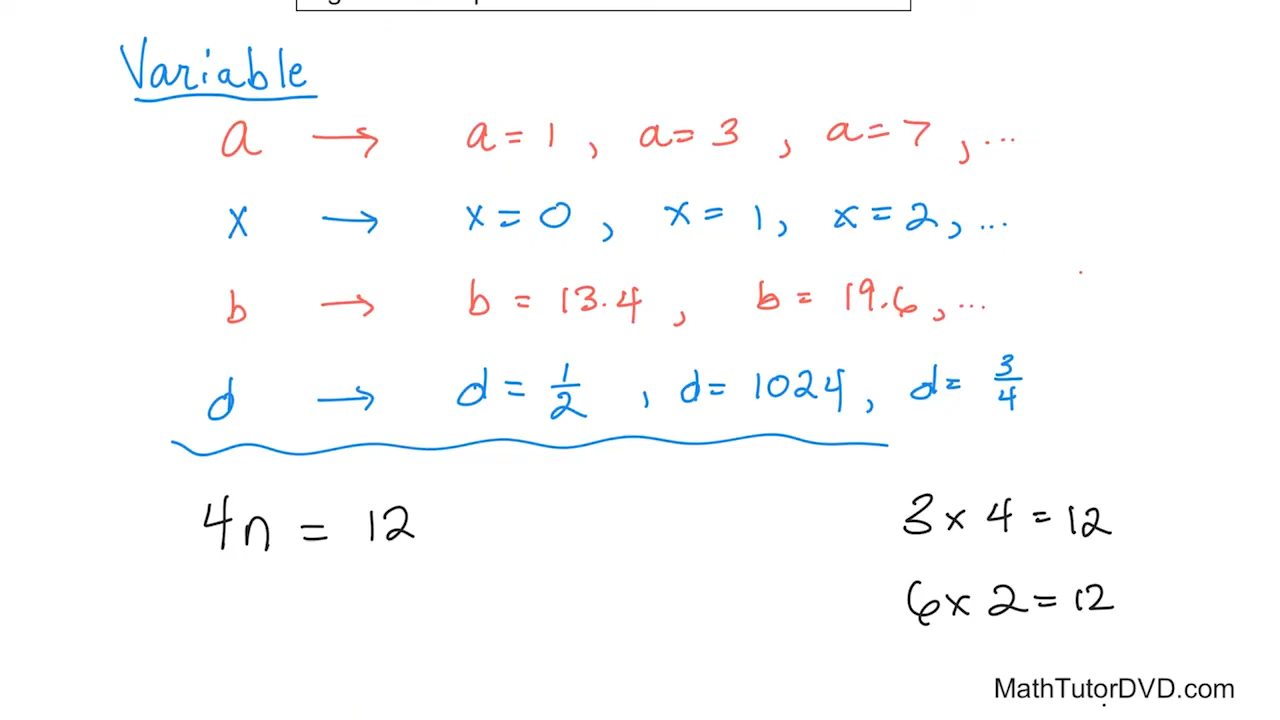 Variable
a → a = 1 , a = 3 , a = 7 , ...
x → x = 0 , x = 1 , x = 2 , ...
b → b = 13.4 , b = 19.6 , ...
d → d = 1/2 , d = 1024 , d = 3/4
4n = 12
3 x 4 = 12
6 x 2 = 12
MathTutorDVD.com